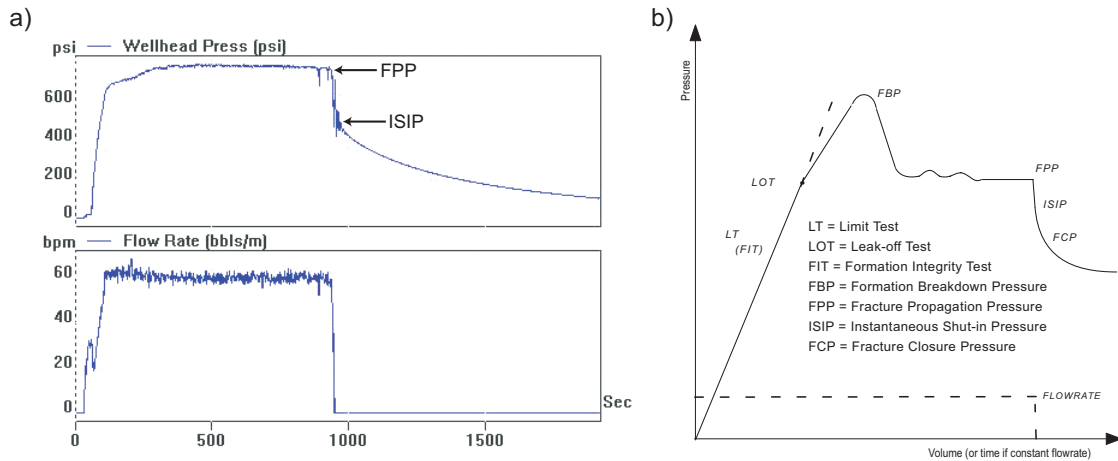 a)
psi — Wellhead Press (psi)
600
400
200
0
FPP
ISIP
bpm — Flow Rate (bbls/m)
60
40
20
0
Sec
0 500 1000 1500
b)
Pressure
FBP
LOT
FPP
ISIP
FCP
LT
(FIT)
LT = Limit Test
LOT = Leak-off Test
FIT = Formation Integrity Test
FBP = Formation Breakdown Pressure
FPP = Fracture Propagation Pressure
ISIP = Instantaneous Shut-in Pressure
FCP = Fracture Closure Pressure
FLOWRATE
Volume (or time if constant flowrate)